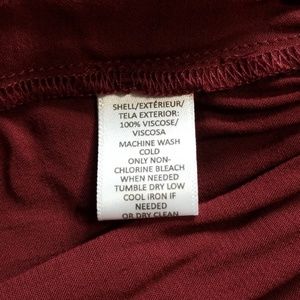 SHELL/EXTÉRIEUR/
TELA EXTERIOR:
100% VISCOSE/
VISCOSA
MACHINE WASH
COLD
ONLY NON-
CHLORINE BLEACH
WHEN NEEDED
TUMBLE DRY LOW
COOL IRON IF
NEEDED
OR DRY CLEAN